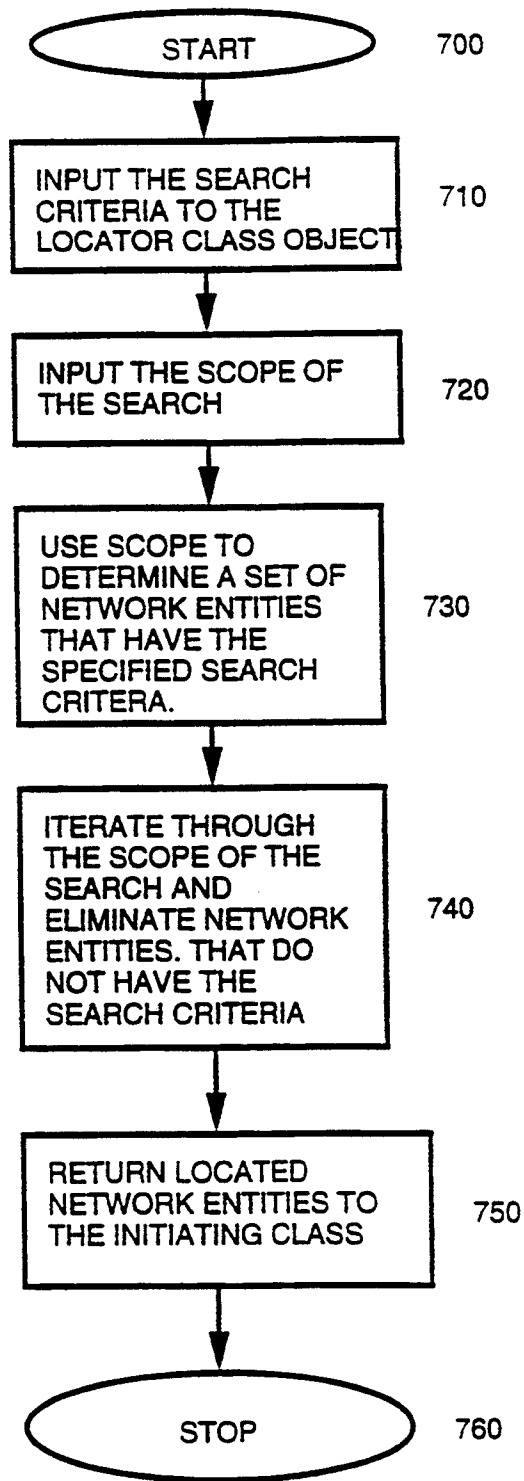 START
700
INPUT THE SEARCH
CRITERIA TO THE
LOCATOR CLASS OBJECT
710
INPUT THE SCOPE OF
THE SEARCH
720
USE SCOPE TO
DETERMINE A SET OF
NETWORK ENTITIES
THAT HAVE THE
SPECIFIED SEARCH
CRITERA.
730
ITERATE THROUGH
THE SCOPE OF THE
SEARCH AND
ELIMINATE NETWORK
ENTITIES. THAT DO
NOT HAVE THE
SEARCH CRITERIA
740
RETURN LOCATED
NETWORK ENTITIES TO
THE INITIATING CLASS
750
STOP
760